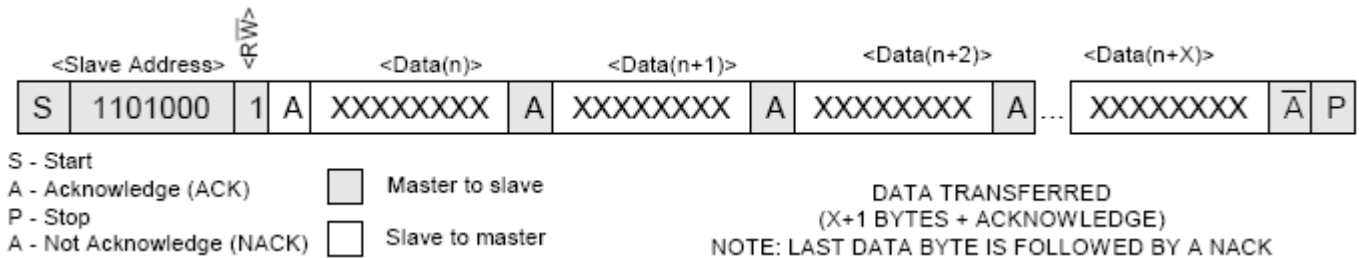 <Slave Address> <RW̅> <Data(n)> <Data(n+1)> <Data(n+2)> <Data(n+X)>
S 1101000 1 A XXXXXXXX A XXXXXXXX A XXXXXXXX A ... XXXXXXXX A̅ P
S - Start
A - Acknowledge (ACK)
P - Stop
A - Not Acknowledge (NACK)
Master to slave
Slave to master
DATA TRANSFERRED
(X+1 BYTES + ACKNOWLEDGE)
NOTE: LAST DATA BYTE IS FOLLOWED BY A NACK